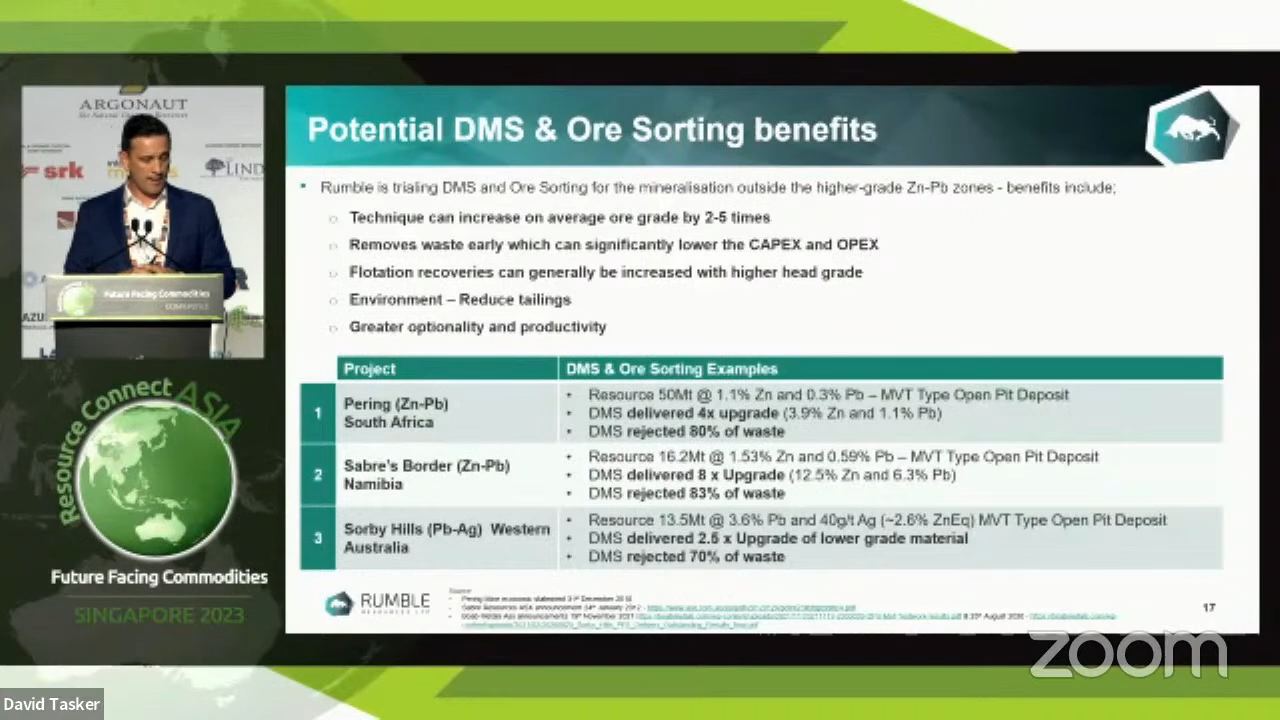 ARGONAUT
srk
LIND
Future Facing Commodities
CONFERENCE
Resource Connect ASIA
Future Facing Commodities
SINGAPORE 2023
Potential DMS & Ore Sorting benefits
Rumble is trialing DMS and Ore Sorting for the mineralisation outside the higher-grade Zn-Pb zones - benefits include;
Technique can increase on average ore grade by 2-5 times
Removes waste early which can significantly lower the CAPEX and OPEX
Flotation recoveries can generally be increased with higher head grade
Environment – Reduce tailings
Greater optionality and productivity
Project DMS & Ore Sorting Examples
1 Pering (Zn-Pb)
South Africa
• Resource 50Mt @ 1.1% Zn and 0.3% Pb – MVT Type Open Pit Deposit
• DMS delivered 4x upgrade (3.9% Zn and 1.1% Pb)
• DMS rejected 80% of waste
2 Sabre's Border (Zn-Pb)
Namibia
• Resource 16.2Mt @ 1.53% Zn and 0.59% Pb – MVT Type Open Pit Deposit
• DMS delivered 8 x Upgrade (12.5% Zn and 6.3% Pb)
• DMS rejected 83% of waste
3 Sorby Hills (Pb-Ag) Western
Australia
• Resource 13.5Mt @ 3.6% Pb and 40g/t Ag (~2.6% ZnEq) MVT Type Open Pit Deposit
• DMS delivered 2.5 x Upgrade of lower grade material
• DMS rejected 70% of waste
RUMBLE
RESOURCES LTD
17
zoom
David Tasker